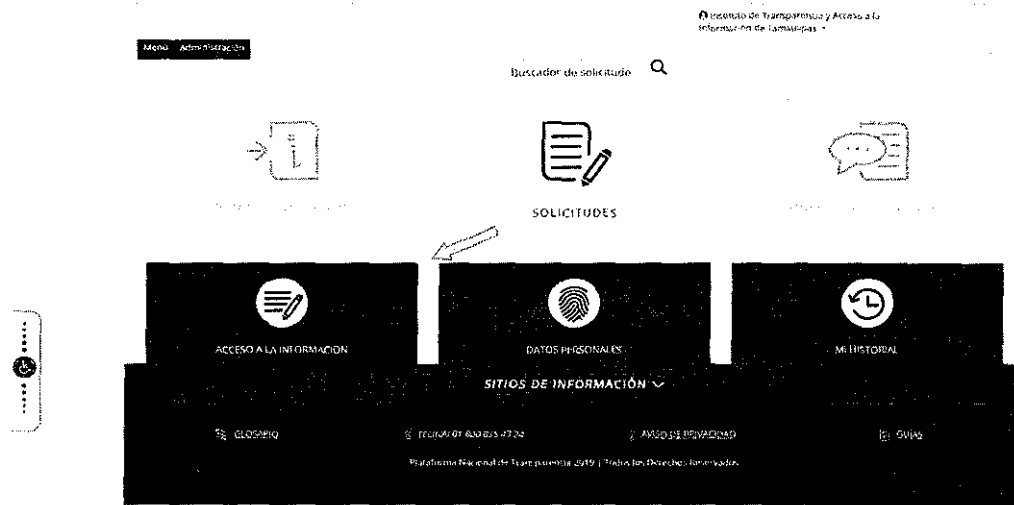 Instituto de Transparencia y Acceso a la
Información de Tamaulipas
Menú Administración
Buscador de solicitude
SOLICITUDES
ACCESO A LA INFORMACIÓN
DATOS PERSONALES
MI HISTORIAL
SITIOS DE INFORMACIÓN
GLOSARIO
AVISO DE PRIVACIDAD
GUÍAS
Plataforma Nacional de Transparencia 2019 | Todos los Derechos Reservados